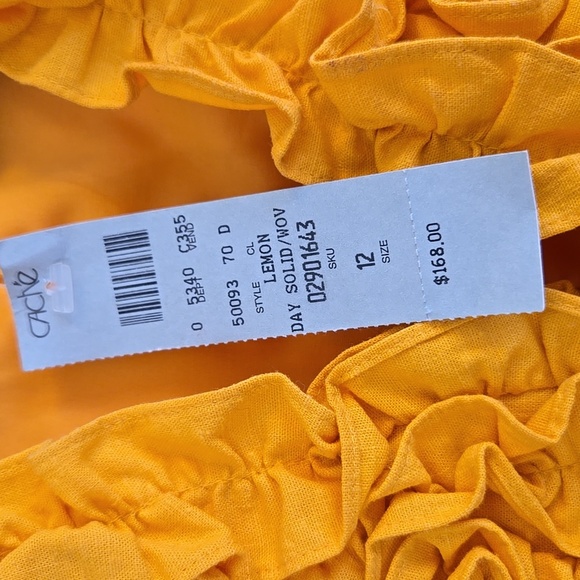 CACHÉ
0 5340 C355
DEPT VEND
50093 70 D
STYLE CL
LEMON
DAY SOLID/WOV
02901643
SKU
12
SIZE
$168.00